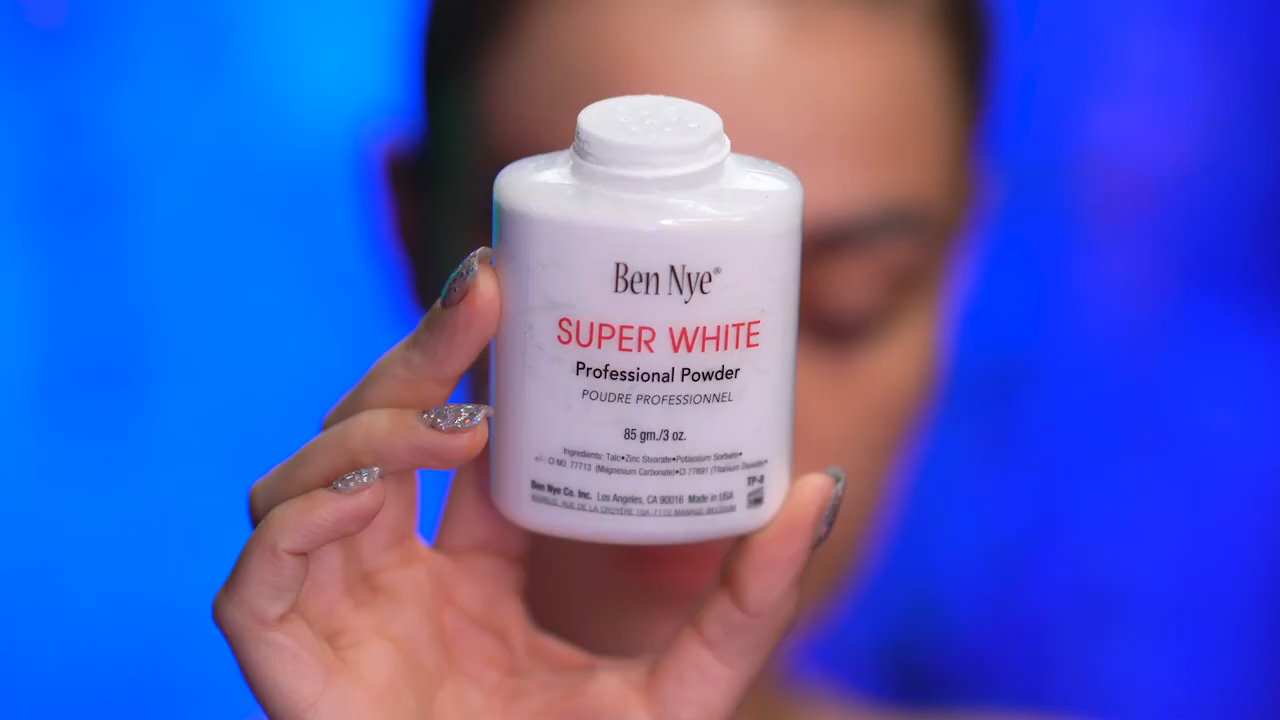 Ben Nye®
SUPER WHITE
Professional Powder
POUDRE PROFESSIONNEL
85 gm./3 oz.
Ingredients: Talc•Zinc Stearate•Potassium Sorbate•
CI NO. 77713 (Magnesium Carbonate)•CI 77891 (Titanium Dioxide)•
TP-8
Ben Nye Co. Inc. Los Angeles, CA 90016 Made in USA